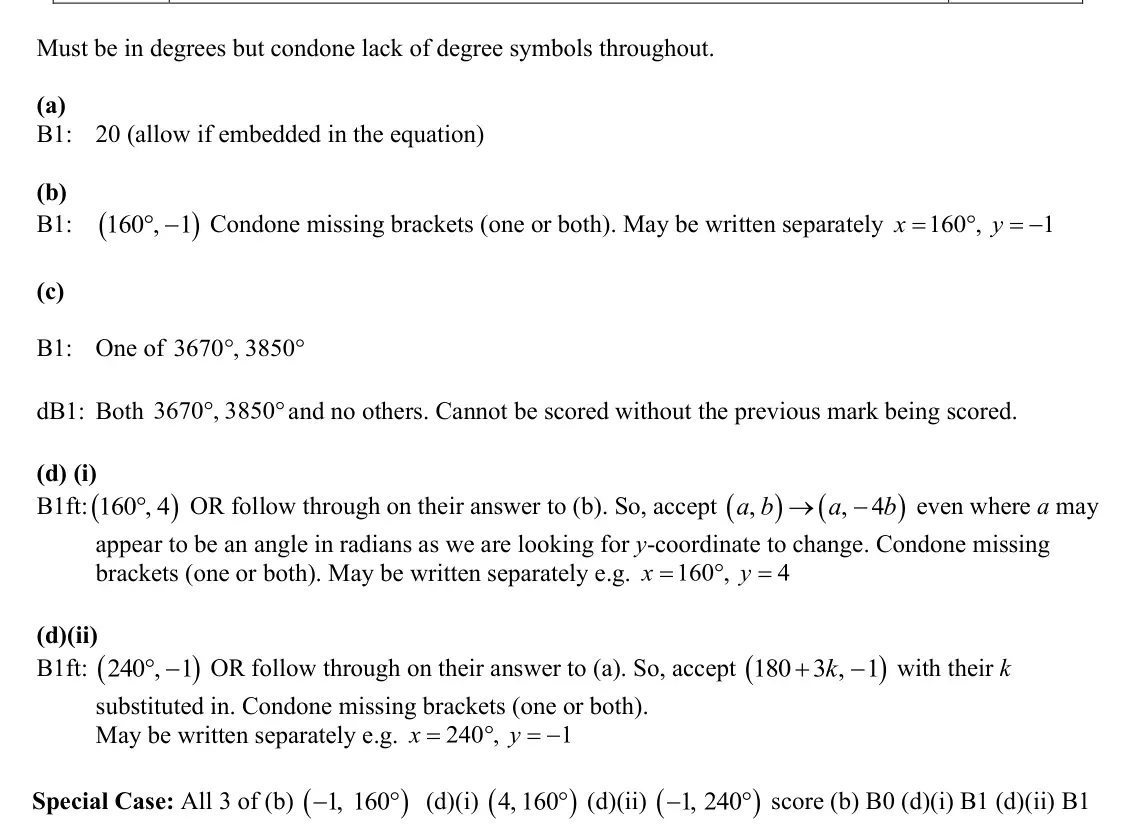 Must be in degrees but condone lack of degree symbols throughout.
(a)
B1: 20 (allow if embedded in the equation)
(b)
B1: (160°, −1) Condone missing brackets (one or both). May be written separately x = 160°, y = −1
(c)
B1: One of 3670°, 3850°
dB1: Both 3670°, 3850° and no others. Cannot be scored without the previous mark being scored.
(d) (i)
B1ft: (160°, 4) OR follow through on their answer to (b). So, accept (a, b) → (a, −4b) even where a may
appear to be an angle in radians as we are looking for y-coordinate to change. Condone missing
brackets (one or both). May be written separately e.g. x = 160°, y = 4
(d)(ii)
B1ft: (240°, −1) OR follow through on their answer to (a). So, accept (180 + 3k, −1) with their k
substituted in. Condone missing brackets (one or both).
May be written separately e.g. x = 240°, y = −1
Special Case: All 3 of (b) (−1, 160°) (d)(i) (4, 160°) (d)(ii) (−1, 240°) score (b) B0 (d)(i) B1 (d)(ii) B1